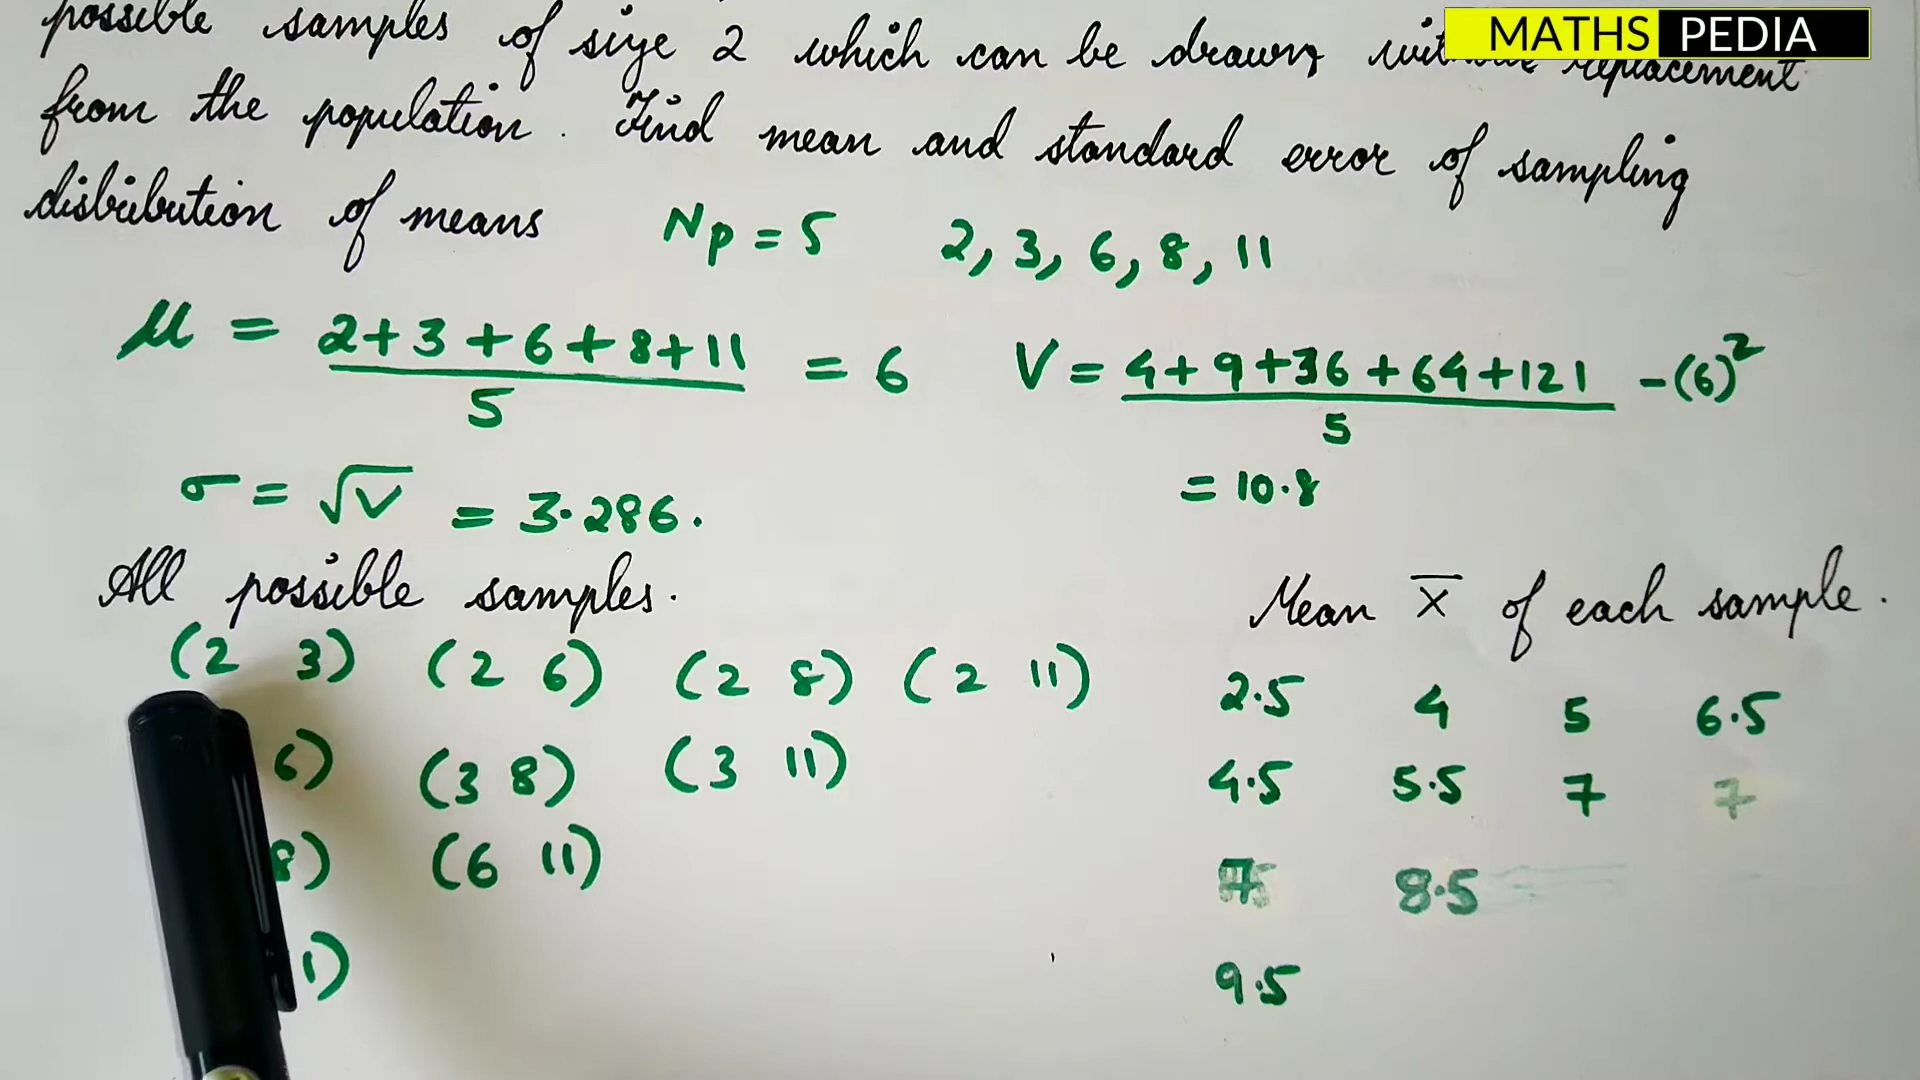 MATHS PEDIA
possible samples of size 2 which can be drawn, replacement
from the population. Find mean and standard error of sampling
distribution of means Np = 5 2, 3, 6, 8, 11
μ = 2+3+6+8+11 / 5 = 6 V = 4+9+36+64+121 / 5 -(6)²
σ = √V = 3.286. = 10.8
All possible samples. Mean X̄ of each sample.
(2 3) (2 6) (2 8) (2 11) 2.5 4 5 6.5
6) (3 8) (3 11) 4.5 5.5 7 7
8) (6 11) 7 8.5
1) 9.5